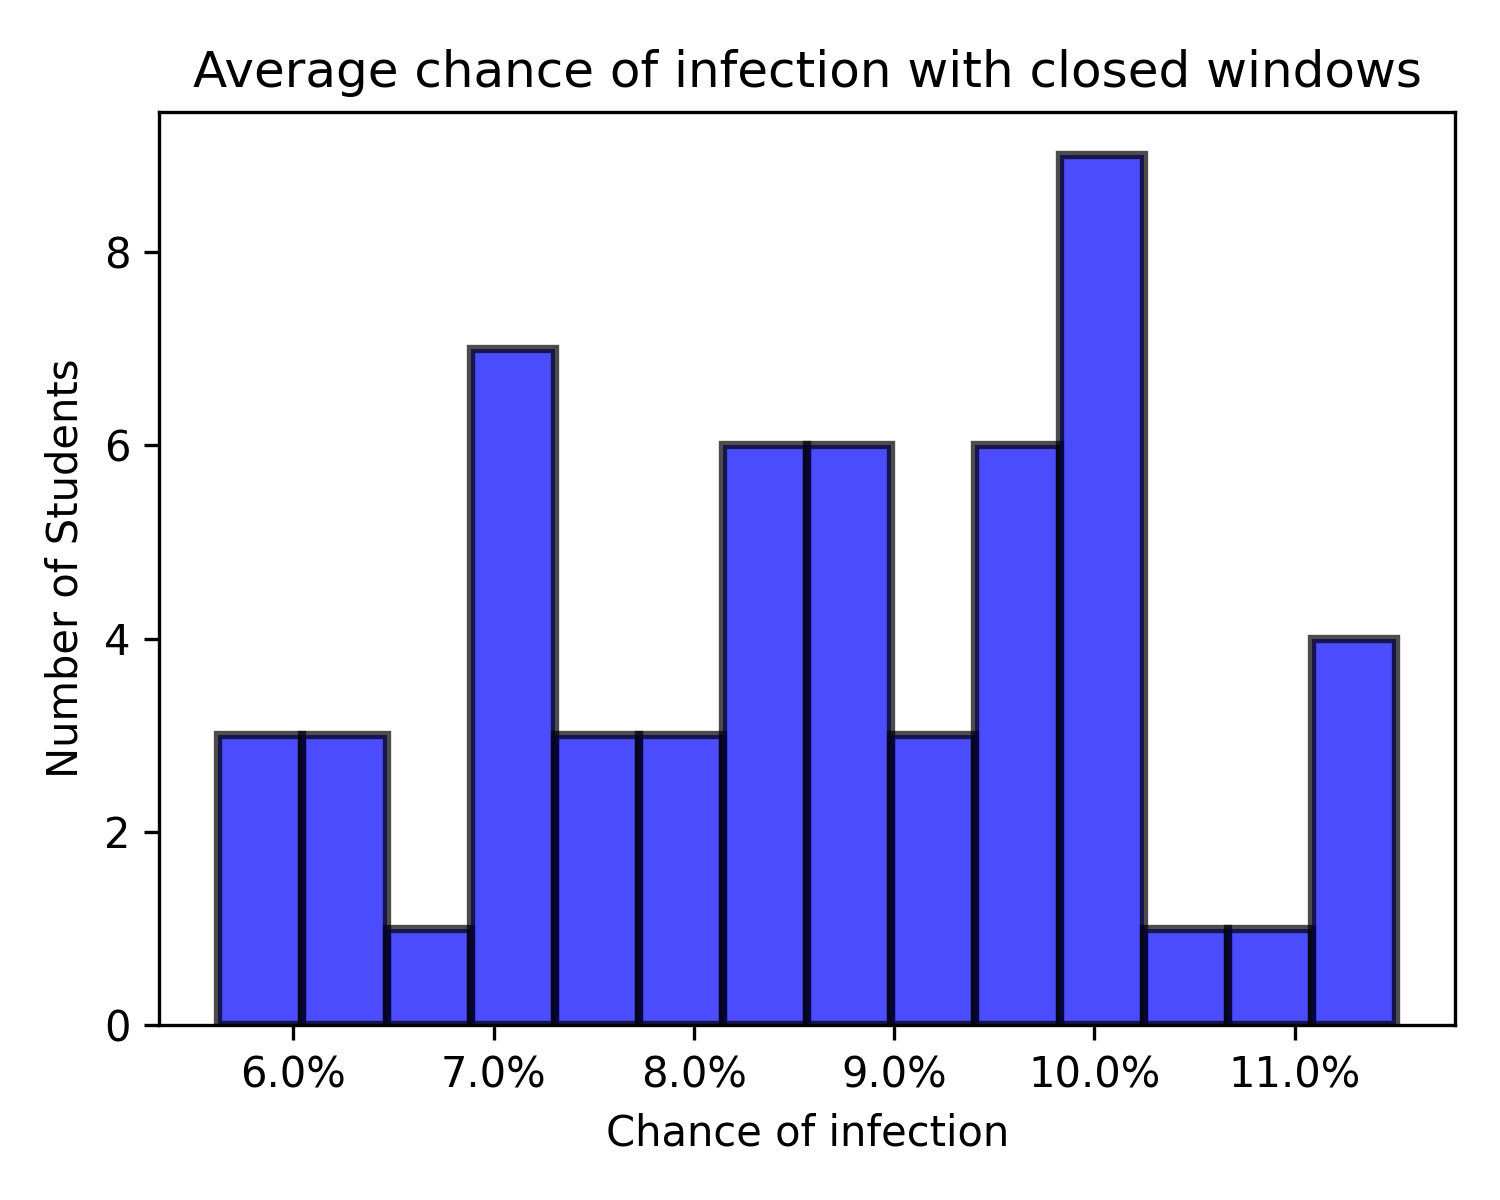 Average chance of infection with closed windows
Number of Students
8
6
4
2
0
6.0% 7.0% 8.0% 9.0% 10.0% 11.0%
Chance of infection